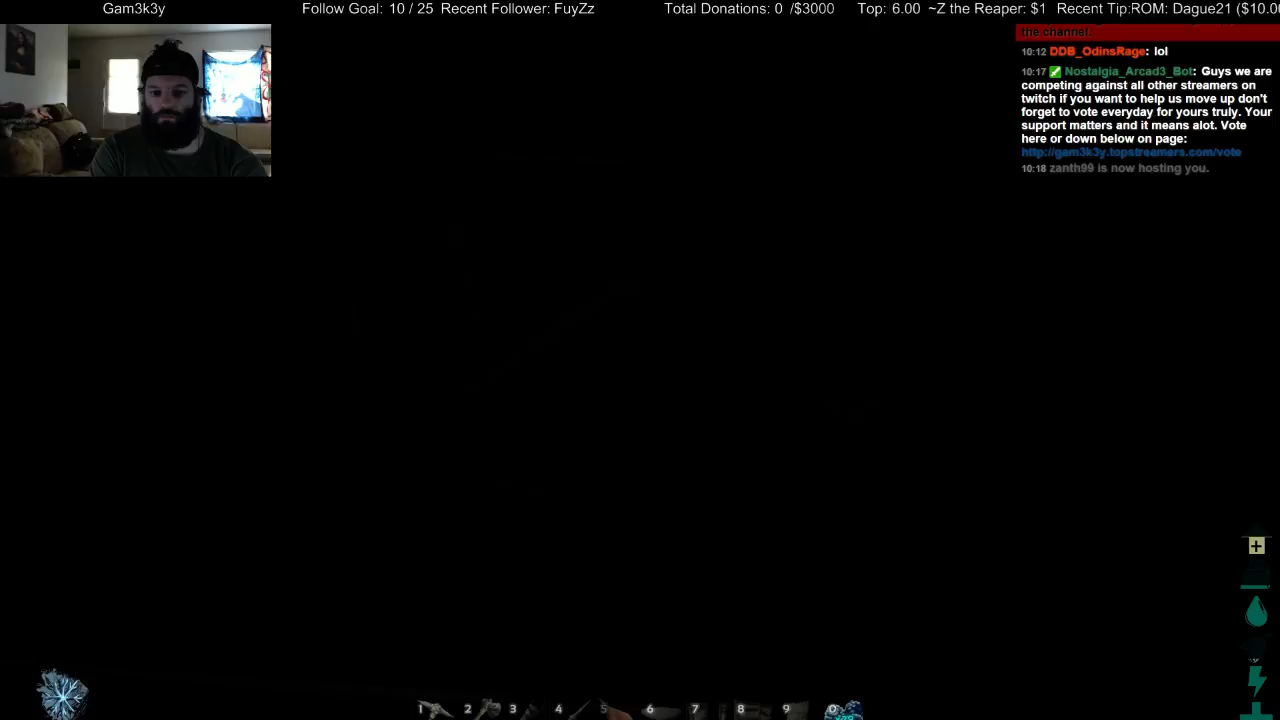 Gam3k3y Follow Goal: 10 / 25 Recent Follower: FuyZz Total Donations: 0 /$3000 Top: 6.00 ~Z the Reaper: $1 Recent Tip:ROM: Dague21 ($10.0
the channel.
10:12 DDB_OdinsRage: lol
10:17 Nostalgia_Arcad3_Bot: Guys we are
competing against all other streamers on
twitch if you want to help us move up don't
forget to vote everyday for yours truly. Your
support matters and it means alot. Vote
here or down below on page:
http://gam3k3y.topstreamers.com/vote
10:18 zanth99 is now hosting you.
1 2 3 4 5 6 7 8 9 0